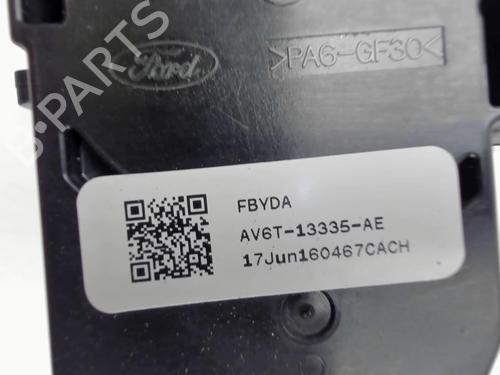 Ford
>PA6-GF30<
B-PARTS
FBYDA
AV6T-13335-AE
17Jun160467CACH